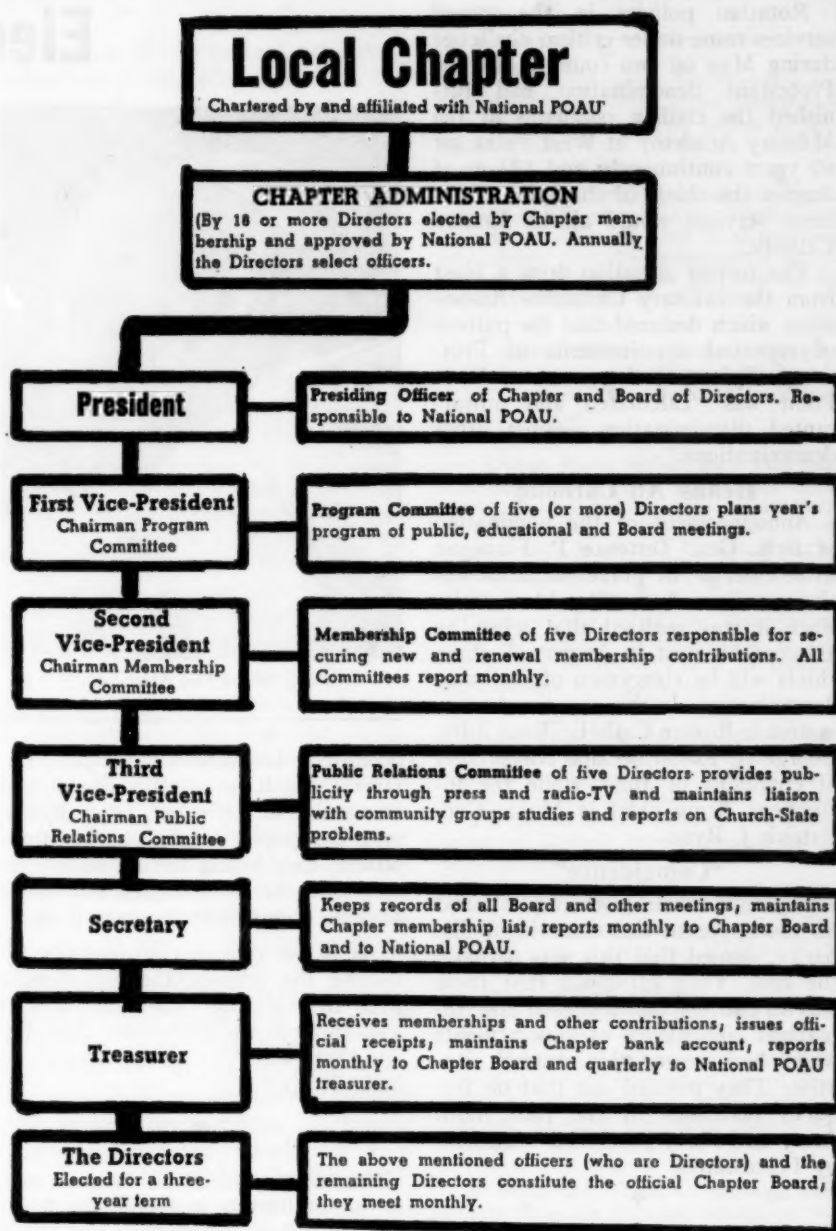 Local Chapter
Chartered by and affiliated with National POAU
CHAPTER ADMINISTRATION
(By 18 or more Directors elected by Chapter mem-
bership and approved by National POAU. Annually
the Directors select officers.
President
Presiding Officer of Chapter and Board of Directors. Re-
sponsible to National POAU.
First Vice-President
Chairman Program
Committee
Program Committee of five (or more) Directors plans year's
program of public, educational and Board meetings.
Second
Vice-President
Chairman Membership
Committee
Membership Committee of five Directors responsible for se-
curing new and renewal membership contributions. All
Committees report monthly.
Third
Vice-President
Chairman Public
Relations Committee
Public Relations Committee of five Directors provides pub-
licity through press and radio-TV and maintains liaison
with community groups studies and reports on Church-State
problems.
Secretary
Keeps records of all Board and other meetings, maintains
Chapter membership list, reports monthly to Chapter Board
and to National POAU.
Treasurer
Receives memberships and other contributions, issues offi-
cial receipts, maintains Chapter bank account, reports
monthly to Chapter Board and quarterly to National POAU
treasurer.
The Directors
Elected for a three-
year term
The above mentioned officers (who are Directors) and the
remaining Directors constitute the official Chapter Board,
they meet monthly.